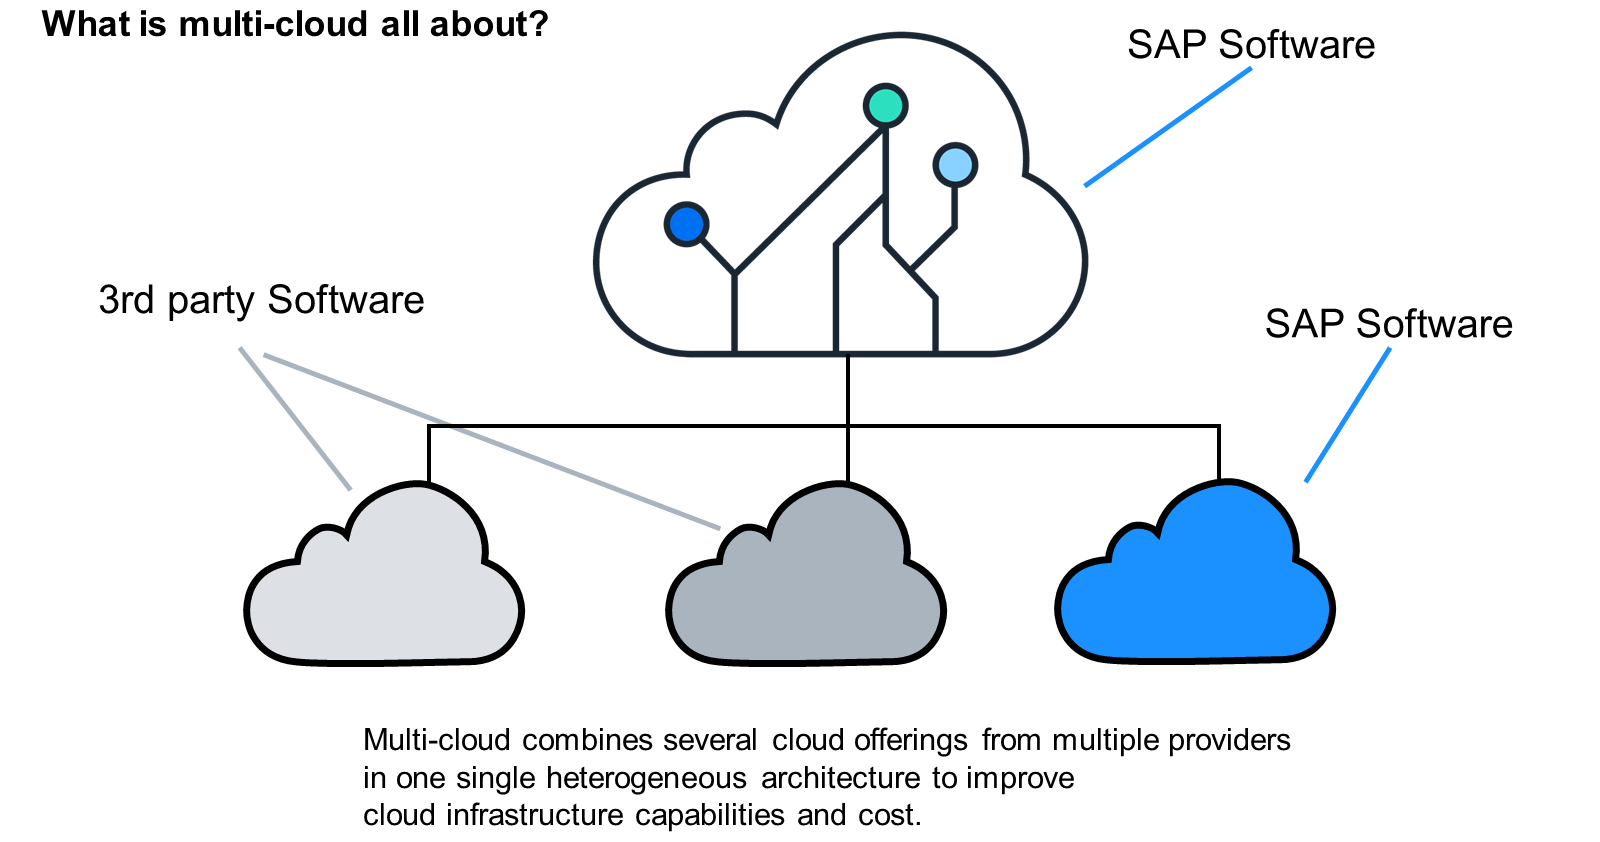 What is multi-cloud all about?
SAP Software
3rd party Software
SAP Software
Multi-cloud combines several cloud offerings from multiple providers
in one single heterogeneous architecture to improve
cloud infrastructure capabilities and cost.